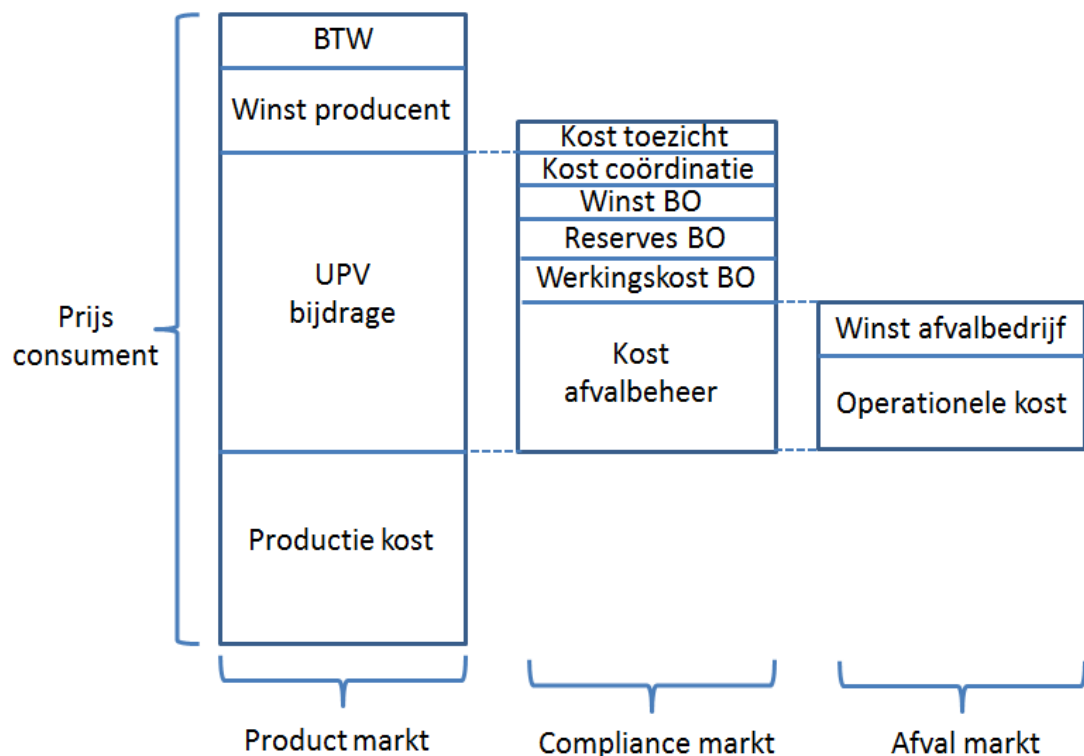 Prijs
consument
BTW
Winst producent
UPV
bijdrage
Productie kost
Product markt
Kost toezicht
Kost coördinatie
Winst BO
Reserves BO
Werkingskost BO
Kost
afvalbeheer
Compliance markt
Winst afvalbedrijf
Operationele kost
Afval markt